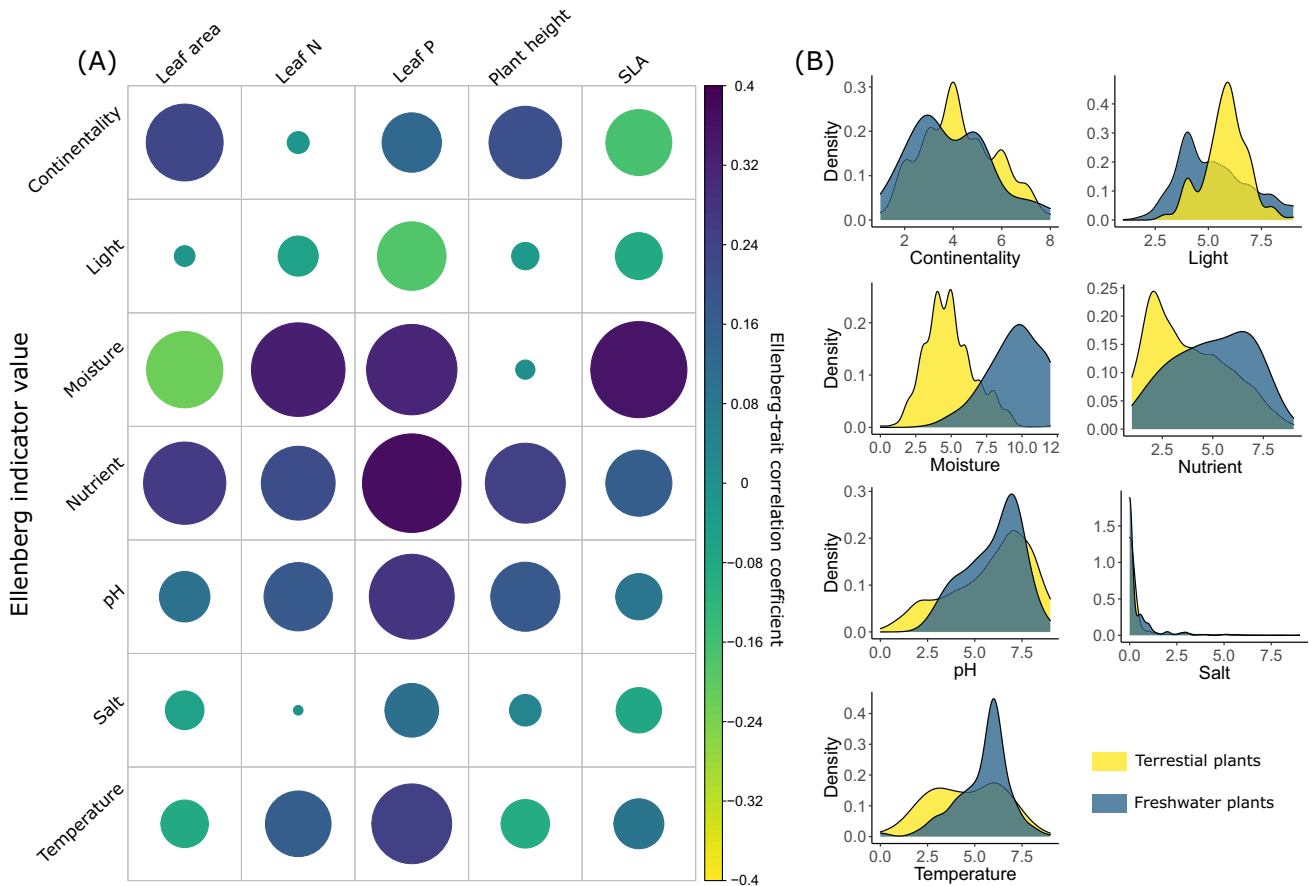 (A)
Leaf area
Leaf N
Leaf P
Plant height
SLA
Ellenberg indicator value
Continentality
Light
Moisture
Nutrient
pH
Salt
Temperature
0.4
0.32
0.24
0.16
0.08
0
−0.08
−0.16
−0.24
−0.32
−0.4
Ellenberg-trait correlation coefficient
(B)
Density
0.3
0.2
0.1
0.0
2 4 6 8
Continentality
0.4
0.3
0.2
0.1
0.0
2.5 5.0 7.5
Light
Density
0.2
0.1
0.0
0.0 2.5 5.0 7.5 10.0 12.
Moisture
0.25
0.20
0.15
0.10
0.05
0.00
2.5 5.0 7.5
Nutrient
Density
0.3
0.2
0.1
0.0
0.0 2.5 5.0 7.5
pH
1.5
1.0
0.5
0.0
0.0 2.5 5.0 7.5
Salt
Density
0.4
0.3
0.2
0.1
0.0
0.0 2.5 5.0 7.5
Temperature
Terrestial plants
Freshwater plants